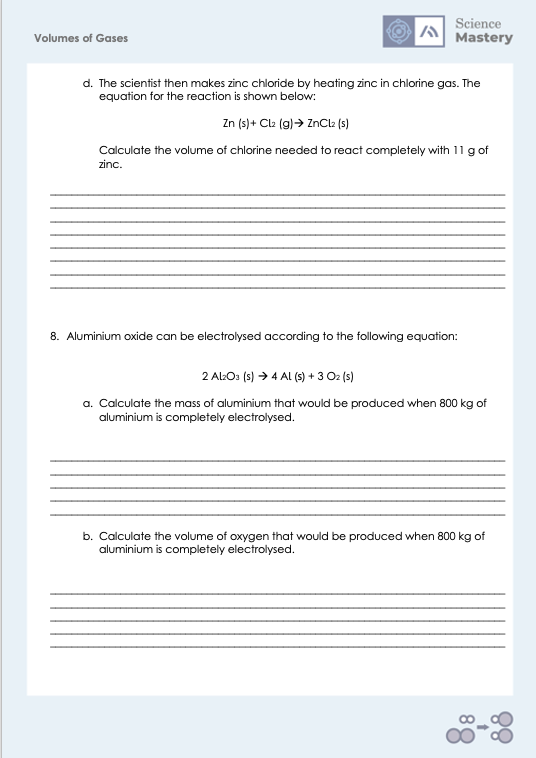 Volumes of Gases
Science
Mastery
d. The scientist then makes zinc chloride by heating zinc in chlorine gas. The
equation for the reaction is shown below:
Zn (s)+ CL₂ (g)→ ZnCL₂ (s)
Calculate the volume of chlorine needed to react completely with 11 g of
zinc.
8. Aluminium oxide can be electrolysed according to the following equation:
2 Al₂O₃ (s) → 4 Al (s) + 3 O₂ (s)
a. Calculate the mass of aluminium that would be produced when 800 kg of
aluminium is completely electrolysed.
b. Calculate the volume of oxygen that would be produced when 800 kg of
aluminium is completely electrolysed.